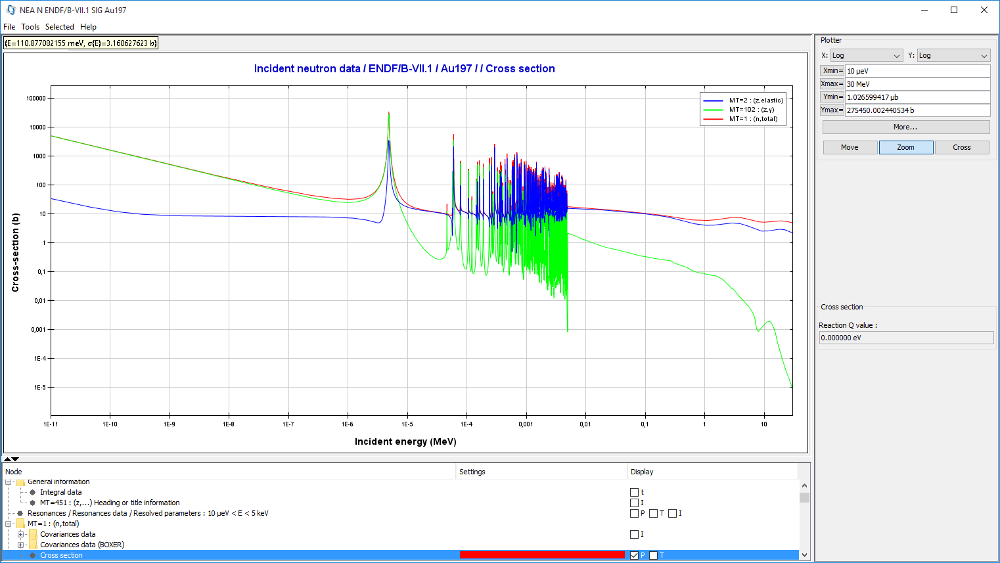 NEA N ENDF/B-VII.1 SIG Au197
File Tools Selected Help
(E=110.877082155 meV, σ(E)=3.160627623 b)
Incident neutron data / ENDF/B-VII.1 / Au197 / / Cross section
MT=2 : (z,elastic)
MT=102 : (z,γ)
MT=1 : (n,total)
Cross-section (b)
100000
10000
1000
100
10
1
0,1
0,01
0,001
1E-4
1E-5
1E-11 1E-10 1E-9 1E-8 1E-7 1E-6 1E-5 1E-4 0,001 0,01 0,1 1 10
Incident energy (MeV)
Plotter
X: Log Y: Log
Xmin= 10 µeV
Xmax= 30 MeV
Ymin= 1.026599417 µb
Ymax= 275450.002440534 b
More...
Move Zoom Cross
Cross section
Reaction Q value :
0.000000 eV
Node Settings Display
General information
Integral data t
MT=451 : (z,...) Heading or title information I
Resonances / Resonances data / Resolved parameters : 10 µeV < E < 5 keV P T I
MT=1 : (n,total)
Covariances data I
Covariances data (BOXER)
Cross section P T